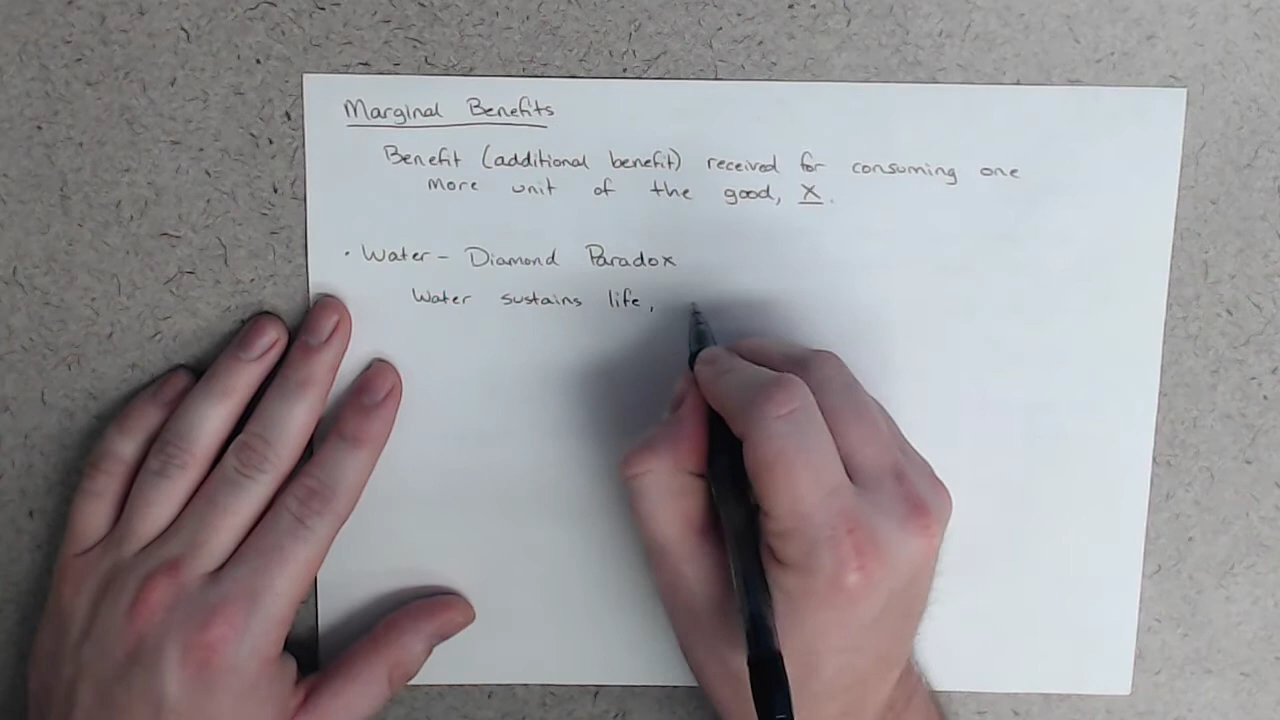 Marginal Benefits
Benefit (additional benefit) received for consuming one
more unit of the good, X.
· Water - Diamond Paradox
Water sustains life,